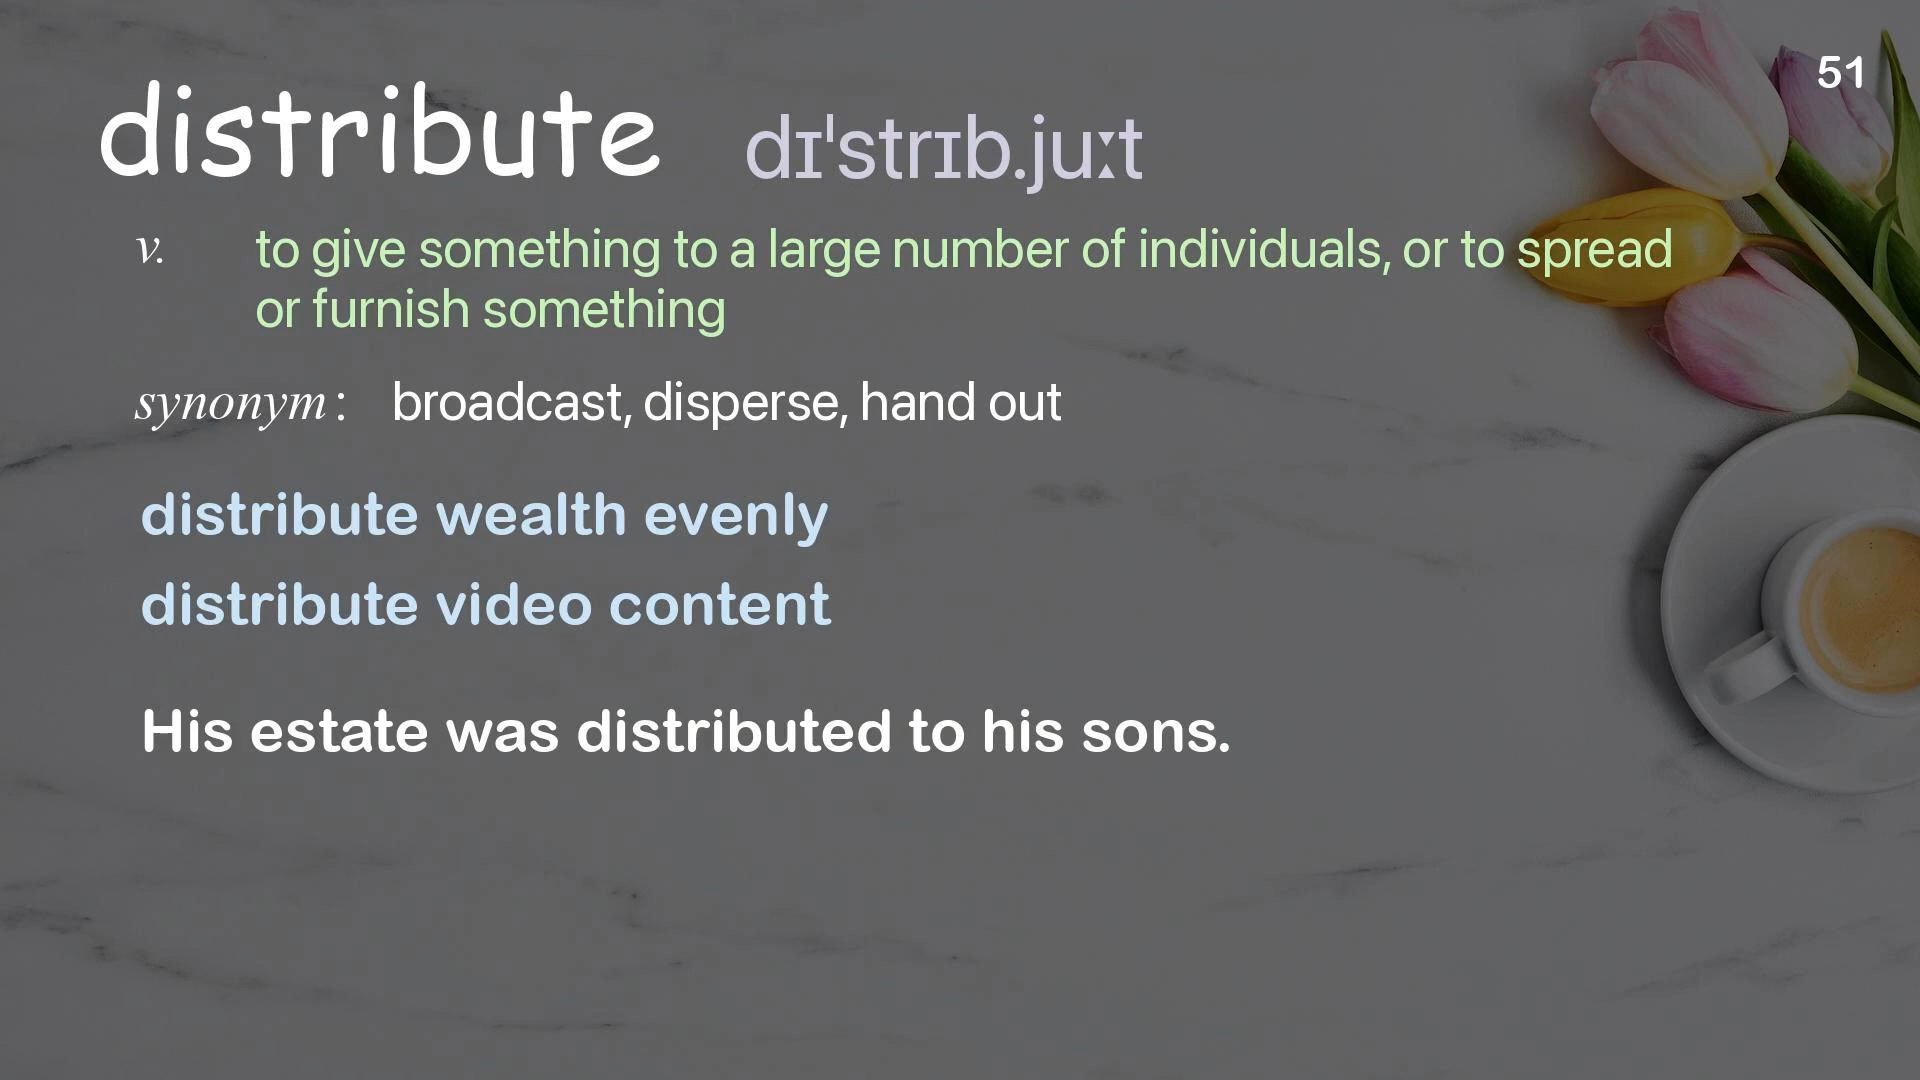 51
distribute dɪˈstrɪb.juːt
v. to give something to a large number of individuals, or to spread
or furnish something
synonym : broadcast, disperse, hand out
distribute wealth evenly
distribute video content
His estate was distributed to his sons.